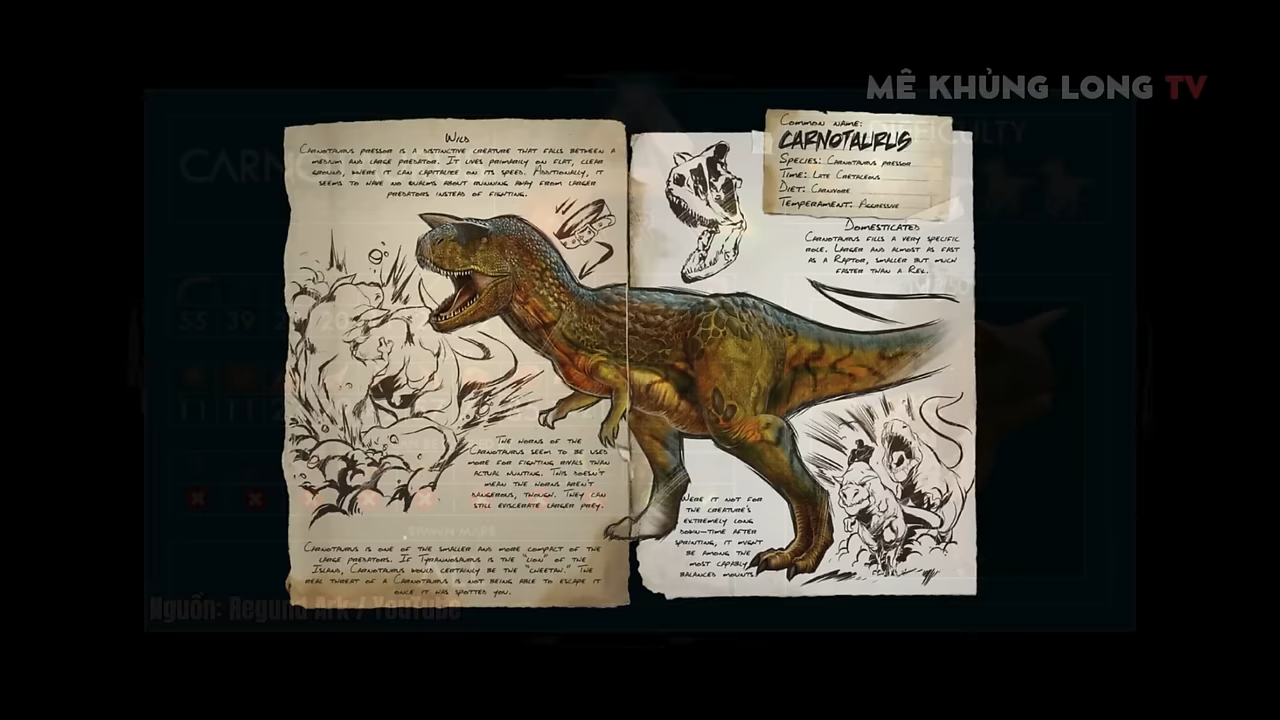 MÊ KHỦNG LONG TV
Wild
Carnotaurus pressor is a distinctive creature that falls between a
medium and large predator. It lives primarily on flat, clear
ground, where it can capitalize on its speed. Additionally, it
seems to have no qualms about running away from larger
predators instead of fighting.
The horns of the
Carnotaurus seem to be used
more for fighting rivals than
actual hunting. This doesn't
mean the horns aren't
dangerous, though. They can
still eviscerate larger prey.
Carnotaurus is one of the smaller and more compact of the
large predators. If Tyrannosaurus is the "lion" of the
Island, Carnotaurus would certainly be the "cheetah." The
real threat of a Carnotaurus is not being able to escape it
once it was spotted you.
Common name:
CARNOTAURUS
Species: Carnotaurus pressor
Time: Late Cretaceous
Diet: Carnivore
Temperament: Aggressive
Domesticated
Carnotaurus fills a very specific
role. Larger and almost as fast
as a Raptor, smaller but much
faster than a Rex.
Were it not for
the creature's
extremely long
down-time after
sprinting, it might
be among the
most capably
balanced mounts
Nguồn: Regund Ark / Youtube